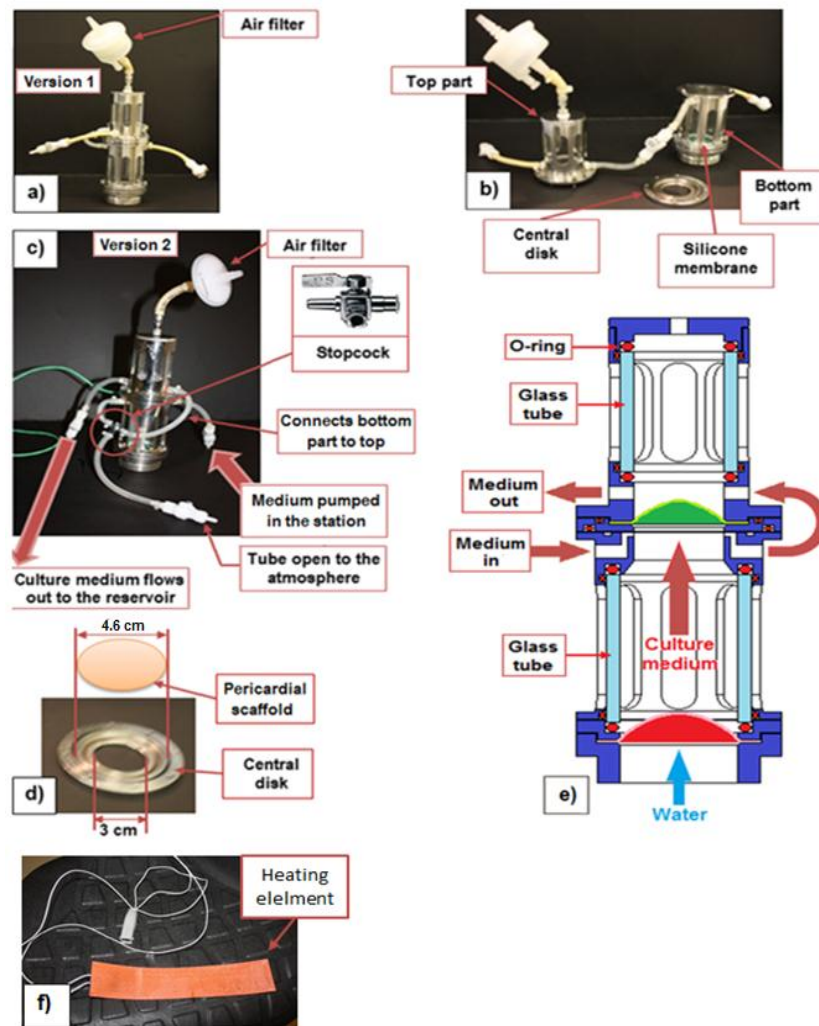 Air filter
Version 1
a)
Top part
b)
Bottom
part
Central
disk
Silicone
membrane
c)
Version 2
Air filter
Stopcock
Connects bottom
part to top
Medium pumped
in the station
Tube open to the
atmosphere
Culture medium flows
out to the reservoir
4.6 cm
Pericardial
scaffold
Central
disk
d)
3 cm
O-ring
Glass
tube
Medium
out
Medium
in
Glass
tube
Culture
medium
e)
Water
Heating
elelment
f)